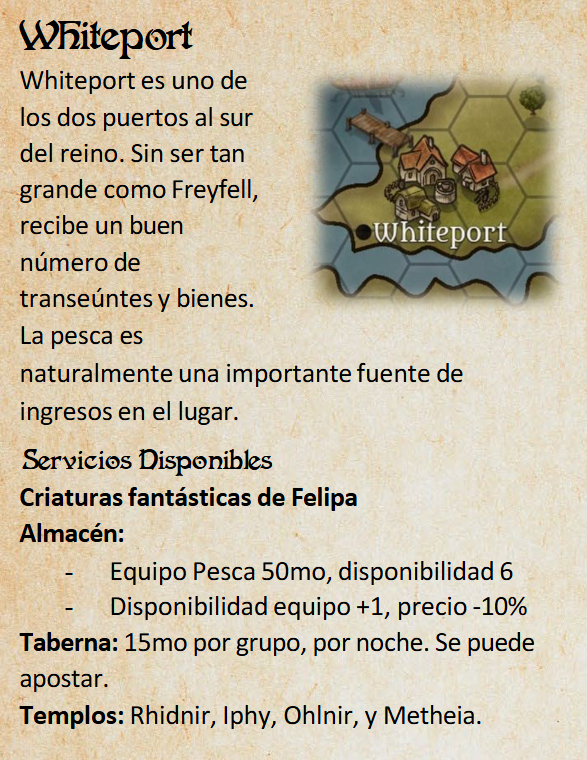 Whiteport
Whiteport es uno de
los dos puertos al sur
del reino. Sin ser tan
grande como Freyfell,
recibe un buen
número de
transeúntes y bienes.
La pesca es
naturalmente una importante fuente de
ingresos en el lugar.
Whiteport
Servicios Disponibles
Criaturas fantásticas de Felipa
Almacén:
- Equipo Pesca 50mo, disponibilidad 6
- Disponibilidad equipo +1, precio -10%
Taberna: 15mo por grupo, por noche. Se puede
apostar.
Templos: Rhidnir, Iphy, Ohlnir, y Metheia.